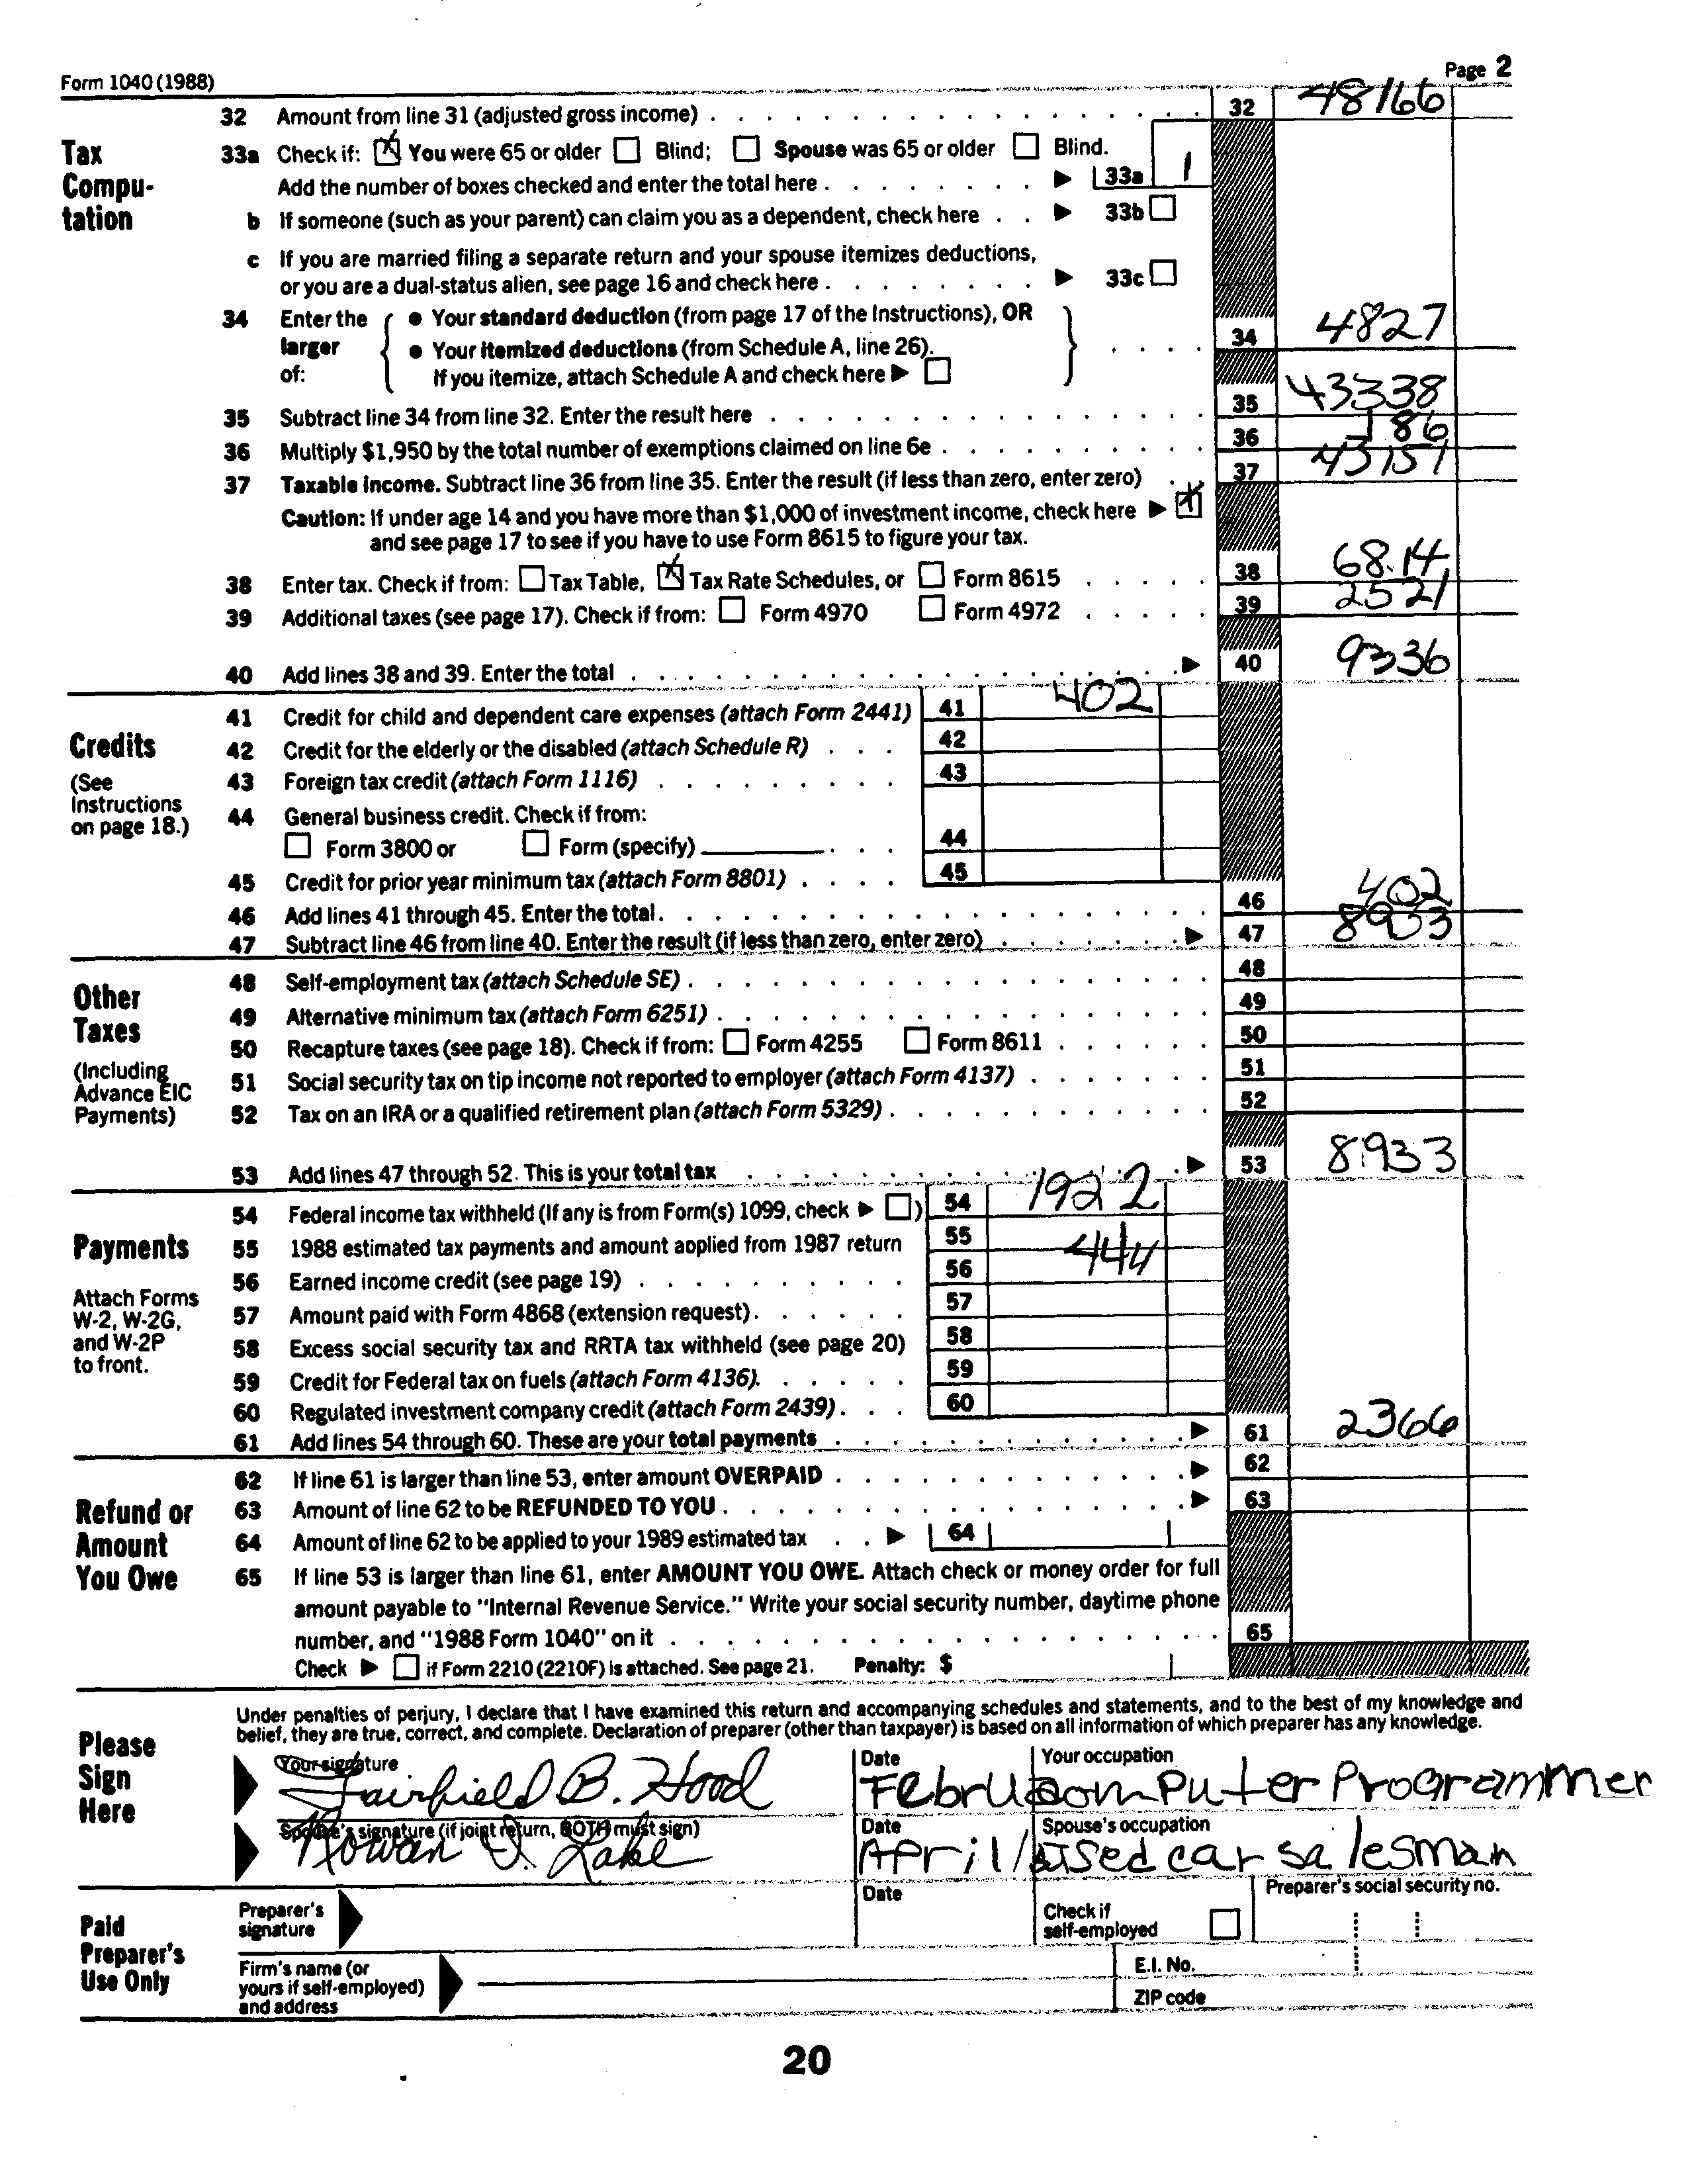 Form 1040 (1988) Page 2
Tax Computation
32 Amount from line 31 (adjusted gross income) 32 48166
33a Check if: You were 65 or older Blind; Spouse was 65 or older Blind.
Add the number of boxes checked and enter the total here 33a 1
b If someone (such as your parent) can claim you as a dependent, check here 33b
c If you are married filing a separate return and your spouse itemizes deductions,
or you are a dual-status alien, see page 16 and check here 33c
34 Enter the larger of: • Your standard deduction (from page 17 of the Instructions), OR
• Your itemized deductions (from Schedule A, line 26). 34 4827
If you itemize, attach Schedule A and check here
35 Subtract line 34 from line 32. Enter the result here 35 43338
36 Multiply $1,950 by the total number of exemptions claimed on line 6e 36 186
37 Taxable income. Subtract line 36 from line 35. Enter the result (if less than zero, enter zero) 37 43151
Caution: If under age 14 and you have more than $1,000 of investment income, check here
and see page 17 to see if you have to use Form 8615 to figure your tax.
38 Enter tax. Check if from: Tax Table, Tax Rate Schedules, or Form 8615 38 6814
39 Additional taxes (see page 17). Check if from: Form 4970 Form 4972 39 2521
40 Add lines 38 and 39. Enter the total 40 9336
Credits
(See Instructions on page 18.)
41 Credit for child and dependent care expenses (attach Form 2441) 41 402
42 Credit for the elderly or the disabled (attach Schedule R) 42
43 Foreign tax credit (attach Form 1116) 43
44 General business credit. Check if from:
Form 3800 or Form (specify) 44
45 Credit for prior year minimum tax (attach Form 8801) 45
46 Add lines 41 through 45. Enter the total 46 402
47 Subtract line 46 from line 40. Enter the result (if less than zero, enter zero) 47 8933
Other Taxes
(Including Advance EIC Payments)
48 Self-employment tax (attach Schedule SE) 48
49 Alternative minimum tax (attach Form 6251) 49
50 Recapture taxes (see page 18). Check if from: Form 4255 Form 8611 50
51 Social security tax on tip income not reported to employer (attach Form 4137) 51
52 Tax on an IRA or a qualified retirement plan (attach Form 5329) 52
53 Add lines 47 through 52. This is your total tax 53 8933
Payments
Attach Forms W-2, W-2G, and W-2P to front.
54 Federal income tax withheld (If any is from Form(s) 1099, check ) 54 1922
55 1988 estimated tax payments and amount applied from 1987 return 55 444
56 Earned income credit (see page 19) 56
57 Amount paid with Form 4868 (extension request) 57
58 Excess social security tax and RRTA tax withheld (see page 20) 58
59 Credit for Federal tax on fuels (attach Form 4136) 59
60 Regulated investment company credit (attach Form 2439) 60
61 Add lines 54 through 60. These are your total payments 61 2366
Refund or Amount You Owe
62 If line 61 is larger than line 53, enter amount OVERPAID 62
63 Amount of line 62 to be REFUNDED TO YOU 63
64 Amount of line 62 to be applied to your 1989 estimated tax 64
65 If line 53 is larger than line 61, enter AMOUNT YOU OWE. Attach check or money order for full
amount payable to "Internal Revenue Service." Write your social security number, daytime phone
number, and "1988 Form 1040" on it 65
Check if Form 2210 (2210F) is attached. See page 21. Penalty: $
Please Sign Here
Under penalties of perjury, I declare that I have examined this return and accompanying schedules and statements, and to the best of my knowledge and
belief, they are true, correct, and complete. Declaration of preparer (other than taxpayer) is based on all information of which preparer has any knowledge.
Your signature Date Your occupation
Fairfield B. Hood Computer Programmer
Spouse's signature (if joint return, BOTH must sign) Date Spouse's occupation
Rowan D. Lake April Used car salesman
Paid Preparer's Use Only
Preparer's signature Date Check if self-employed Preparer's social security no.
Firm's name (or yours if self-employed) and address E.I. No.
ZIP code
20